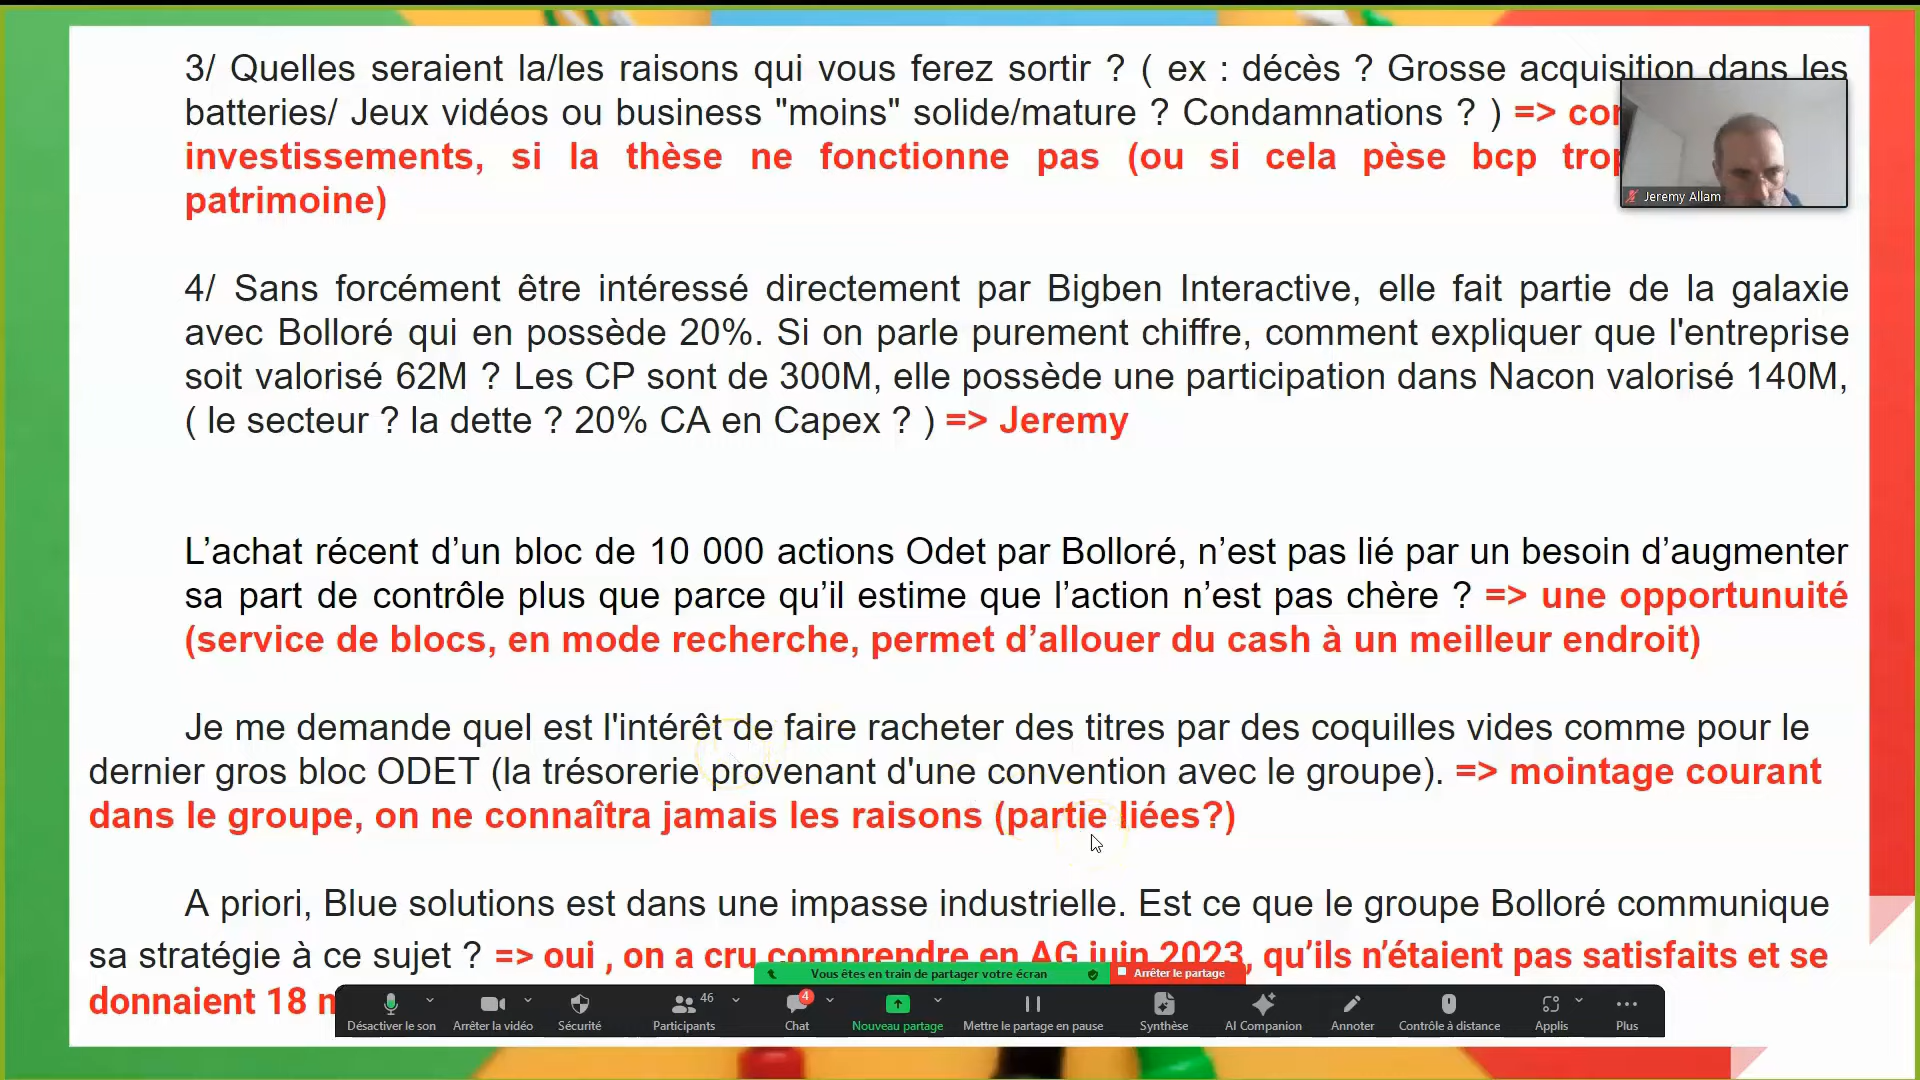 3/ Quelles seraient la/les raisons qui vous ferez sortir ? ( ex : décès ? Grosse acquisition dans les
batteries/ Jeux vidéos ou business "moins" solide/mature ? Condamnations ? ) =>
investissements, si la thèse ne fonctionne pas (ou si cela pèse bcp
patrimoine)
Jeremy Allam
4/ Sans forcément être intéressé directement par Bigben Interactive, elle fait partie de la galaxie
avec Bolloré qui en possède 20%. Si on parle purement chiffre, comment expliquer que l'entreprise
soit valorisé 62M ? Les CP sont de 300M, elle possède une participation dans Nacon valorisé 140M,
( le secteur ? la dette ? 20% CA en Capex ? ) => Jeremy
L’achat récent d’un bloc de 10 000 actions Odet par Bolloré, n’est pas lié par un besoin d’augmenter
sa part de contrôle plus que parce qu’il estime que l’action n’est pas chère ? => une opportunuité
(service de blocs, en mode recherche, permet d’allouer du cash à un meilleur endroit)
Je me demande quel est l'intérêt de faire racheter des titres par des coquilles vides comme pour le
dernier gros bloc ODET (la trésorerie provenant d'une convention avec le groupe). => mointage courant
dans le groupe, on ne connaîtra jamais les raisons (partie liées?)
A priori, Blue solutions est dans une impasse industrielle. Est ce que le groupe Bolloré communique
sa stratégie à ce sujet ? => oui , on a cru comprendre en AG juin 2023, qu’ils n’étaient pas satisfaits et se
donnaient 18
Vous êtes en train de partager votre écran Arrêter le partage
46 4
Désactiver le son Arrêter la vidéo Sécurité Participants Chat Nouveau partage Mettre le partage en pause Synthèse AI Companion Annoter Contrôle à distance Applis Plus